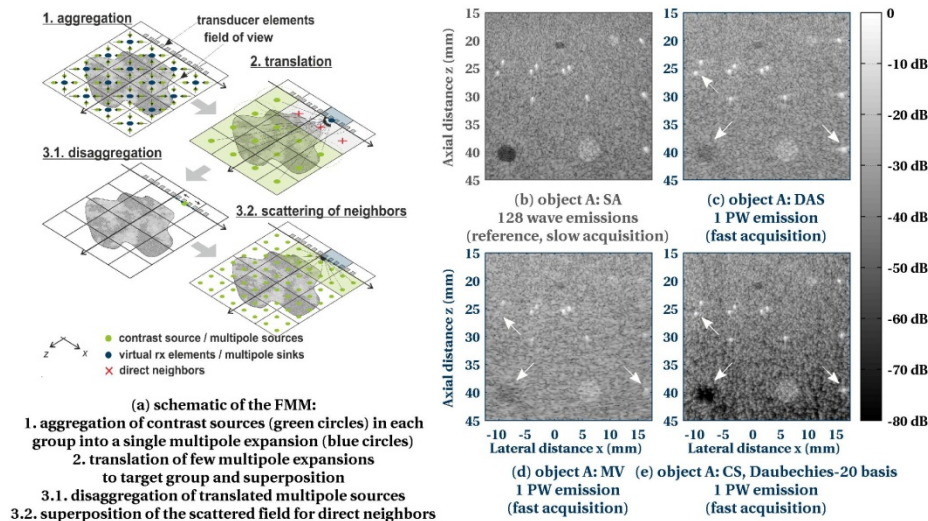 1. aggregation
transducer elements
field of view
2. translation
3.1. disaggregation
3.2. scattering of neighbors
z
x
contrast source / multipole sources
virtual rx elements / multipole sinks
direct neighbors
(a) schematic of the FMM:
1. aggregation of contrast sources (green circles) in each
group into a single multipole expansion (blue circles)
2. translation of few multipole expansions
to target group and superposition
3.1. disaggregation of translated multipole sources
3.2. superposition of the scattered field for direct neighbors
Axial distance z (mm)
15
20
25
30
35
40
45
(b) object A: SA
128 wave emissions
(reference, slow acquisition)
15
20
25
30
35
40
45
(c) object A: DAS
1 PW emission
(fast acquisition)
Axial distance z (mm)
15
20
25
30
35
40
45
-10 -5 0 5 10 15
Lateral distance x (mm)
(d) object A: MV
1 PW emission
(fast acquisition)
15
20
25
30
35
40
45
-10 -5 0 5 10 15
Lateral distance x (mm)
(e) object A: CS, Daubechies-20 basis
1 PW emission
(fast acquisition)
0
-10 dB
-20 dB
-30 dB
-40 dB
-50 dB
-60 dB
-70 dB
-80 dB